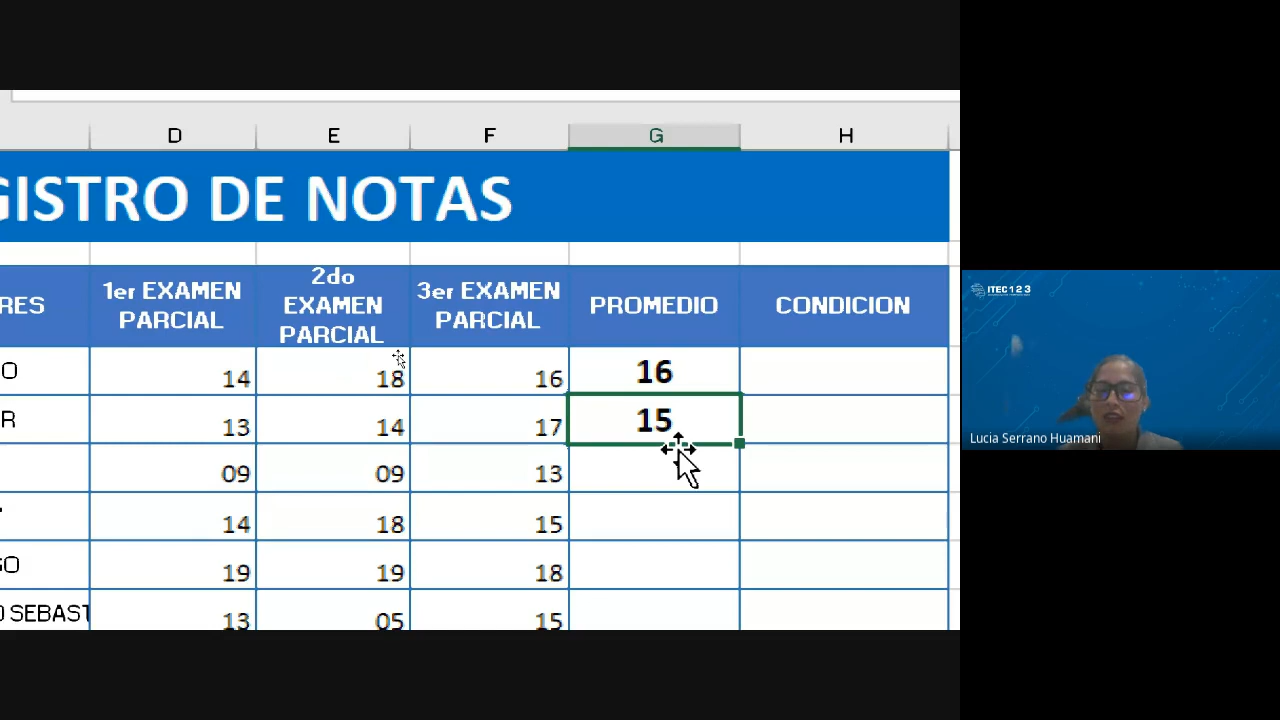 D E F G H
GISTRO DE NOTAS
RES
1er EXAMEN
PARCIAL
2do
EXAMEN
PARCIAL
3er EXAMEN
PARCIAL
PROMEDIO
CONDICION
O 14 18 16 16
R 13 14 17 15
09 09 13
14 18 15
GO 19 19 18
O SEBAST 13 05 15
ITEC 1 2 3
Lucia Serrano Huamani